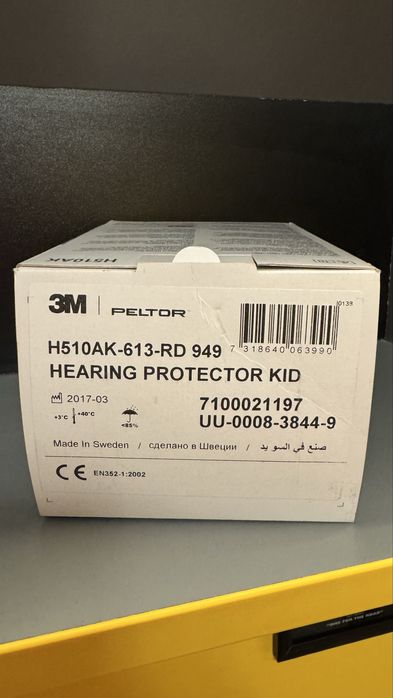 H510AK
3M | PELTOR
0139
7 318640 063990
H510AK-613-RD 949
HEARING PROTECTOR KID
2017-03
7100021197
+3°C +40°C
<85%
UU-0008-3844-9
Made In Sweden / сделано в Швеции / صنع في السويد
CE EN352-1:2002